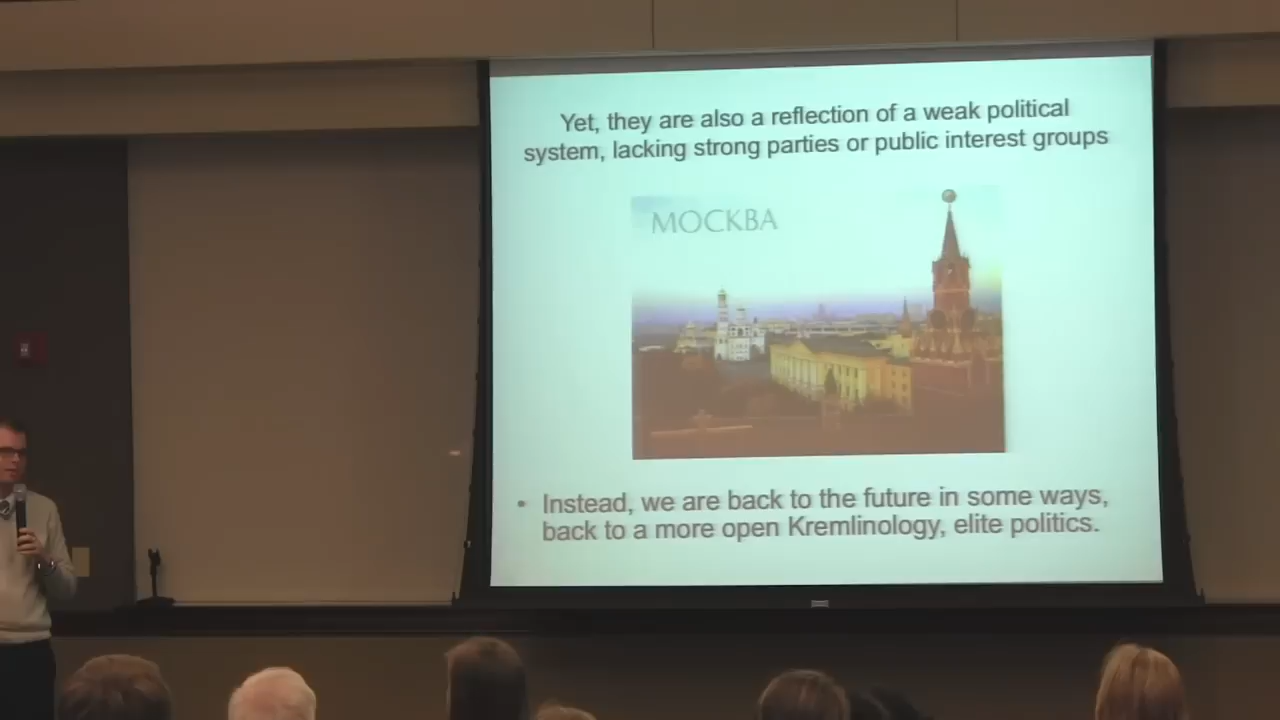 Yet, they are also a reflection of a weak political
system, lacking strong parties or public interest groups
МОСКВА
• Instead, we are back to the future in some ways,
back to a more open Kremlinology, elite politics.